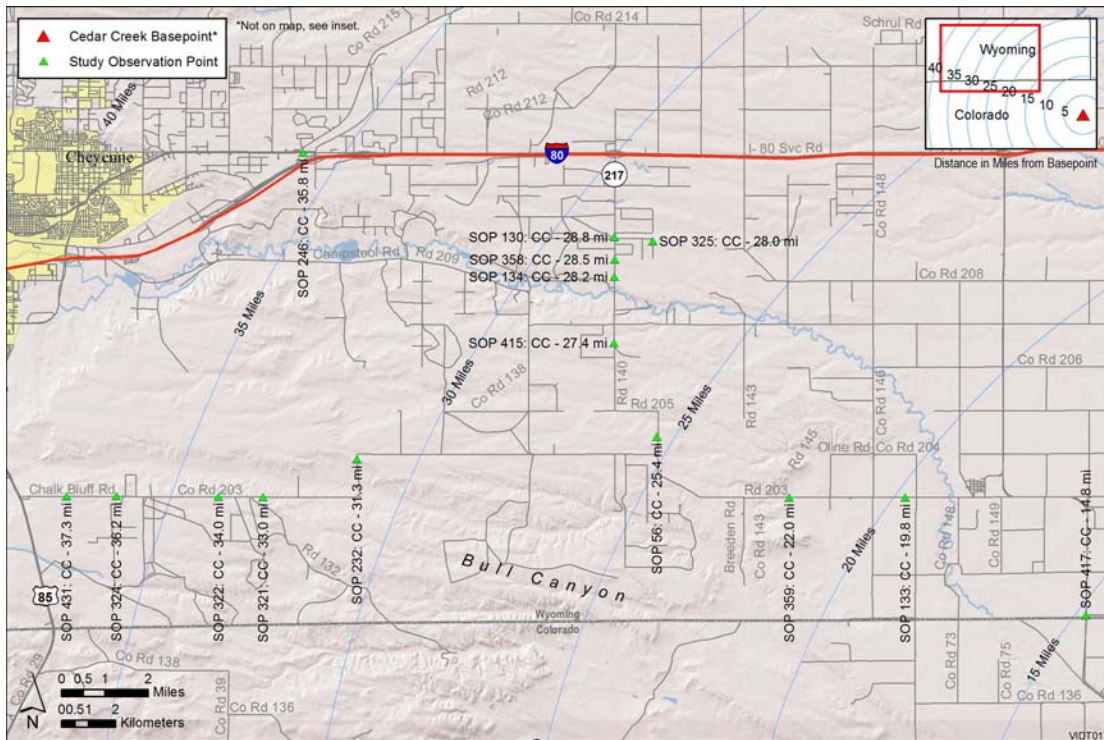 Cedar Creek Basepoint*
Study Observation Point
*Not on map, see inset.
Co Rd 215
Co Rd 214
Schrul Rd
Wyoming
40
35
30
25
20
15
10
5
Colorado
Distance in Miles from Basepoint
40 Miles
Rd 212
Co Rd 212
Cheyenne
80
I- 80 Svc Rd
217
Co Rd 148
SOP 246: CC - 35.8 mi
SOP 130: CC - 28.8 mi
SOP 325: CC - 28.0 mi
SOP 358: CC - 28.5 mi
SOP 134: CC - 28.2 mi
Campstool Rd
Rd 209
Co Rd 208
35 Miles
SOP 415: CC - 27.4 mi
30 Miles
Co Rd 138
Rd 140
Rd 205
25 Miles
Rd 143
Co Rd 146
Co Rd 206
Rd 145
Oline Rd
Co Rd 204
Chalk Bluff Rd
Co Rd 203
Rd 203
SOP 431: CC - 37.3 mi
SOP 324: CC - 36.2 mi
SOP 322: CC - 34.0 mi
SOP 321: CC - 33.0 mi
Rd 132
SOP 232: CC - 31.3 mi
SOP 56: CC - 25.4 mi
Breeden Rd
Co Rd 143
SOP 359: CC - 22.0 mi
20 Miles
SOP 133: CC - 19.8 mi
Co Rd 148
Co Rd 149
SOP 417: CC - 14.8 mi
Bull Canyon
85
Wyoming
Colorado
Co Rd 29
Co Rd 138
Co Rd 39
Co Rd 136
Co Rd 73
Co Rd 75
15 Miles
Co Rd 136
0 0.5 1 2
Miles
00.51 2
Kilometers
N
VIDT01